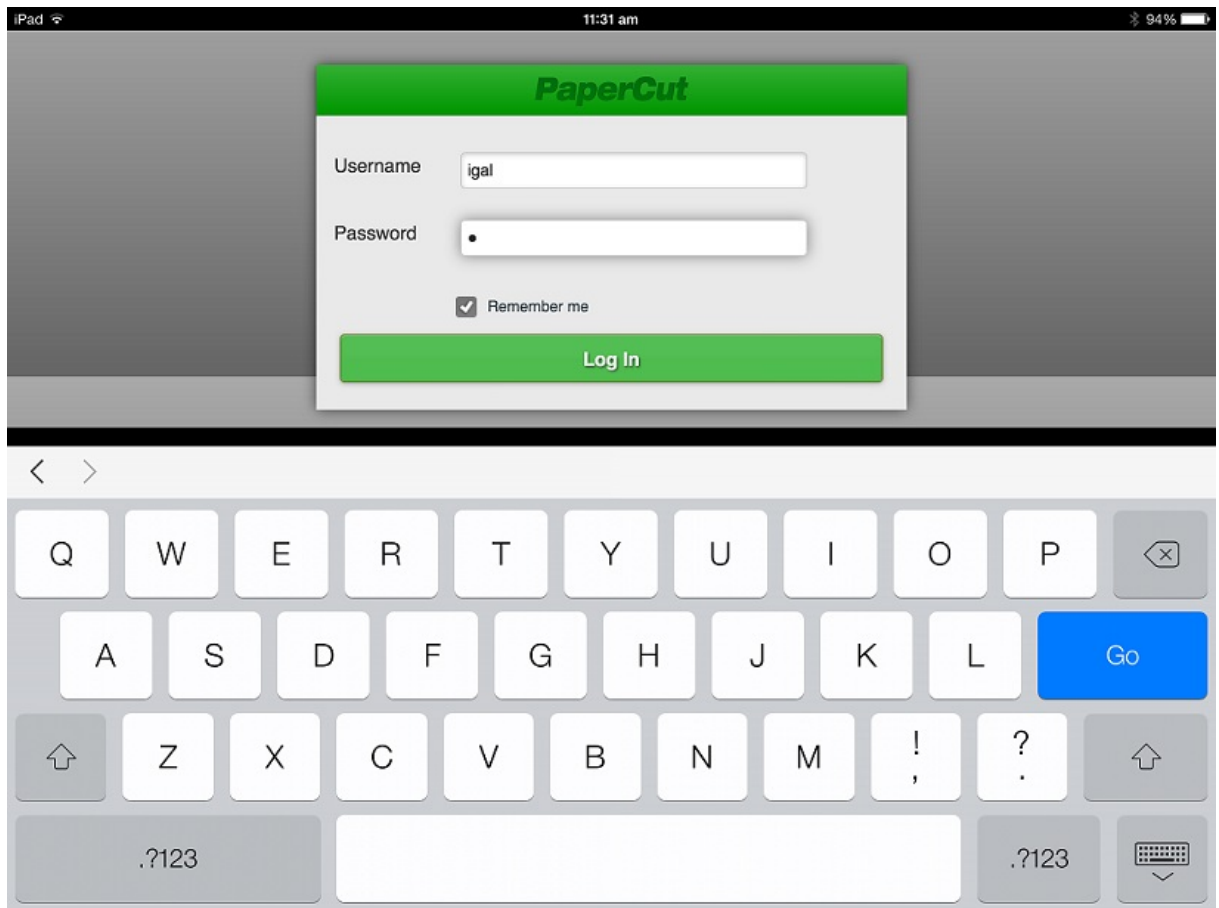 iPad 11:31 am 94%
PaperCut
Username igal
Password •
Remember me
Log In
Q W E R T Y U I O P
A S D F G H J K L Go
Z X C V B N M ! , ? .
.?123 .?123